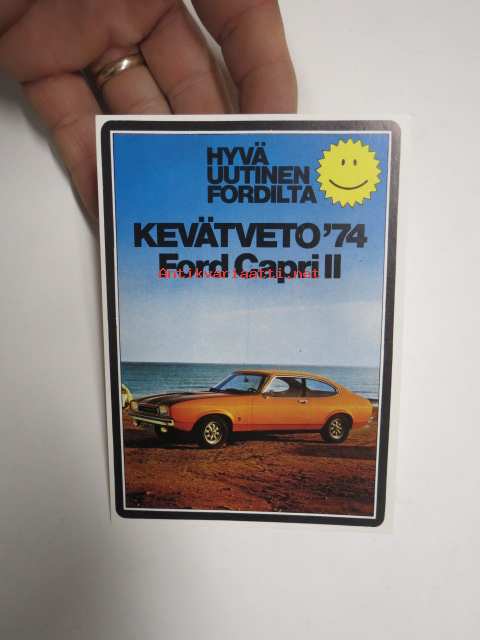 HYVÄ
UUTINEN
FORDILTA
KEVÄTVETO '74
Ford Capri II
Antikvariaatti.net